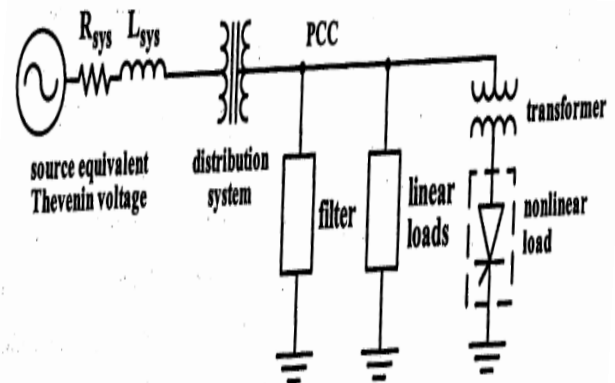 R_sys L_sys
PCC
transformer
source equivalent
Thevenin voltage
distribution
system
filter
linear
loads
nonlinear
load